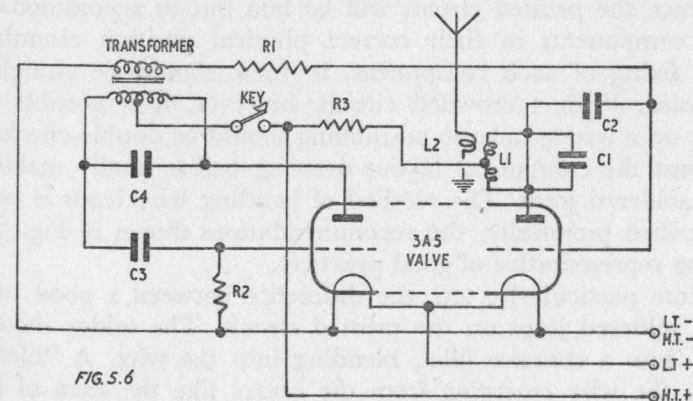 TRANSFORMER
R1
KEY
R3
C2
L2
L1
C1
C4
C3
R2
3A5
VALVE
L.T.-
H.T.-
L.T+
H.T.+
FIG. 5.6